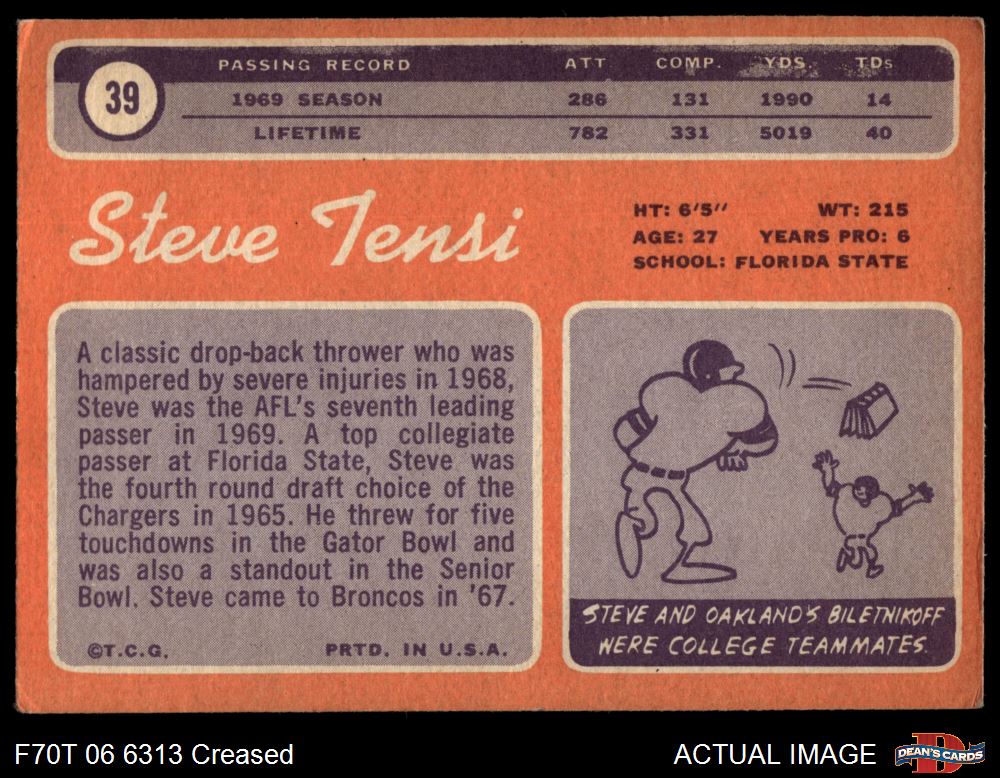 PASSING RECORD ATT COMP. YDS. TDs
39
1969 SEASON 286 131 1990 14
LIFETIME 782 331 5019 40
Steve Tensi
HT: 6'5'' WT: 215
AGE: 27 YEARS PRO: 6
SCHOOL: FLORIDA STATE
A classic drop-back thrower who was
hampered by severe injuries in 1968,
Steve was the AFL's seventh leading
passer in 1969. A top collegiate
passer at Florida State, Steve was
the fourth round draft choice of the
Chargers in 1965. He threw for five
touchdowns in the Gator Bowl and
was also a standout in the Senior
Bowl. Steve came to Broncos in '67.
©T.C.G. PRTD. IN U.S.A.
STEVE AND OAKLAND'S BILETNIKOFF
WERE COLLEGE TEAMMATES.
F70T 06 6313 Creased
ACTUAL IMAGE
D
DEAN'S CARDS